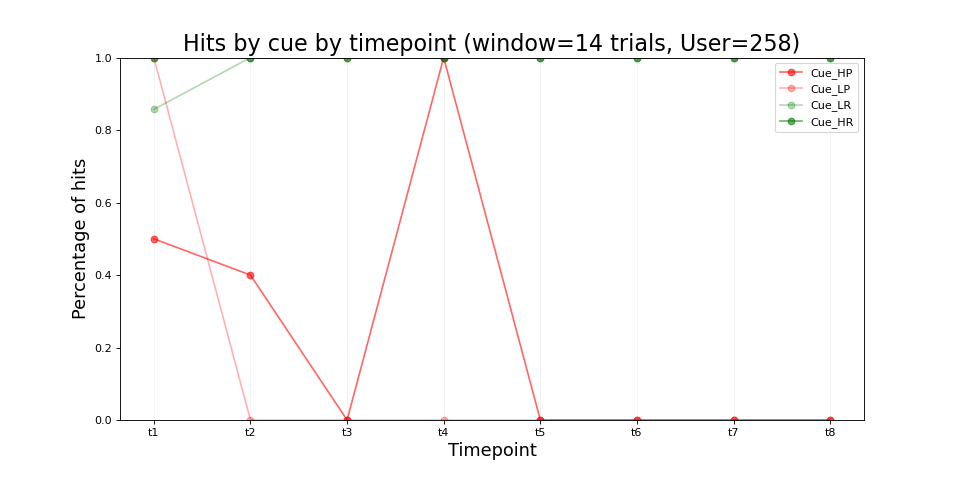 Hits by cue by timepoint (window=14 trials, User=258)
Percentage of hits
1.0
0.8
0.6
0.4
0.2
0.0
Cue_HP
Cue_LP
Cue_LR
Cue_HR
t1 t2 t3 t4 t5 t6 t7 t8
Timepoint